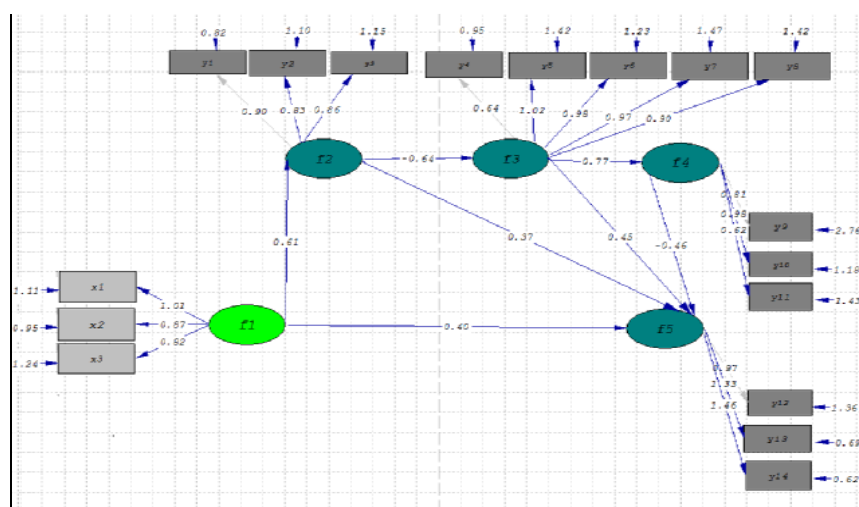 0.82 1.10 1.15 0.95 1.42 1.23 1.47 1.42
y1 y2 y3 y4 y5 y6 y7 y8
0.90 0.83 0.86 0.64 1.02 0.98 0.97 0.90
f2 -0.64 f3 -0.77 f4
0.81
0.98 y9 2.76
0.62
0.61 0.37 0.45 -0.46
y10 1.18
1.11 x1 y11 2.43
1.01
0.95 x2 0.87 f1 0.40 f5
1.24 x3 0.82
0.97
1.33 y12 1.36
1.46
y13 0.69
y14 0.62